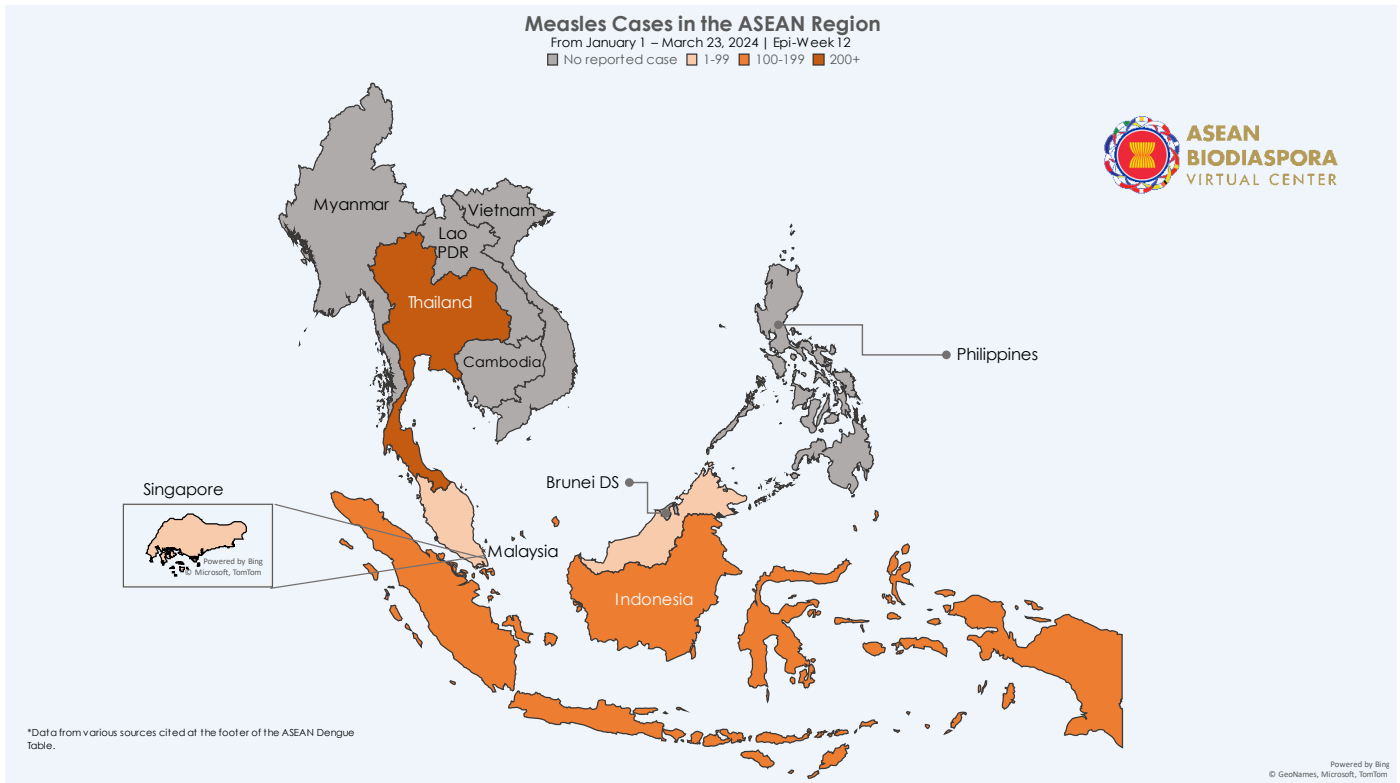 Measles Cases in the ASEAN Region
From January 1 – March 23, 2024 | Epi-Week 12
No reported case 1-99 100-199 200+
ASEAN
BIODIASPORA
VIRTUAL CENTER
Myanmar
Vietnam
Lao
PDR
Thailand
Cambodia
Philippines
Brunei DS
Singapore
Powered by Bing
© Microsoft, TomTom
Malaysia
Indonesia
*Data from various sources cited at the footer of the ASEAN Dengue
Table.
Powered by Bing
© GeoNames, Microsoft, TomTom